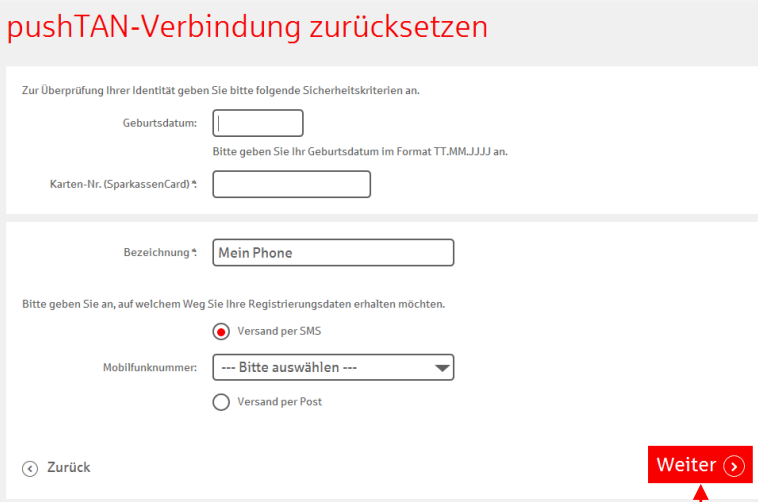 pushTAN-Verbindung zurücksetzen
Zur Überprüfung Ihrer Identität geben Sie bitte folgende Sicherheitskriterien an.
Geburtsdatum:
Bitte geben Sie Ihr Geburtsdatum im Format TT.MM.JJJJ an.
Karten-Nr. (SparkassenCard) *:
Bezeichnung *: Mein Phone
Bitte geben Sie an, auf welchem Weg Sie Ihre Registrierungsdaten erhalten möchten.
Versand per SMS
Mobilfunknummer: --- Bitte auswählen ---
Versand per Post
Zurück Weiter